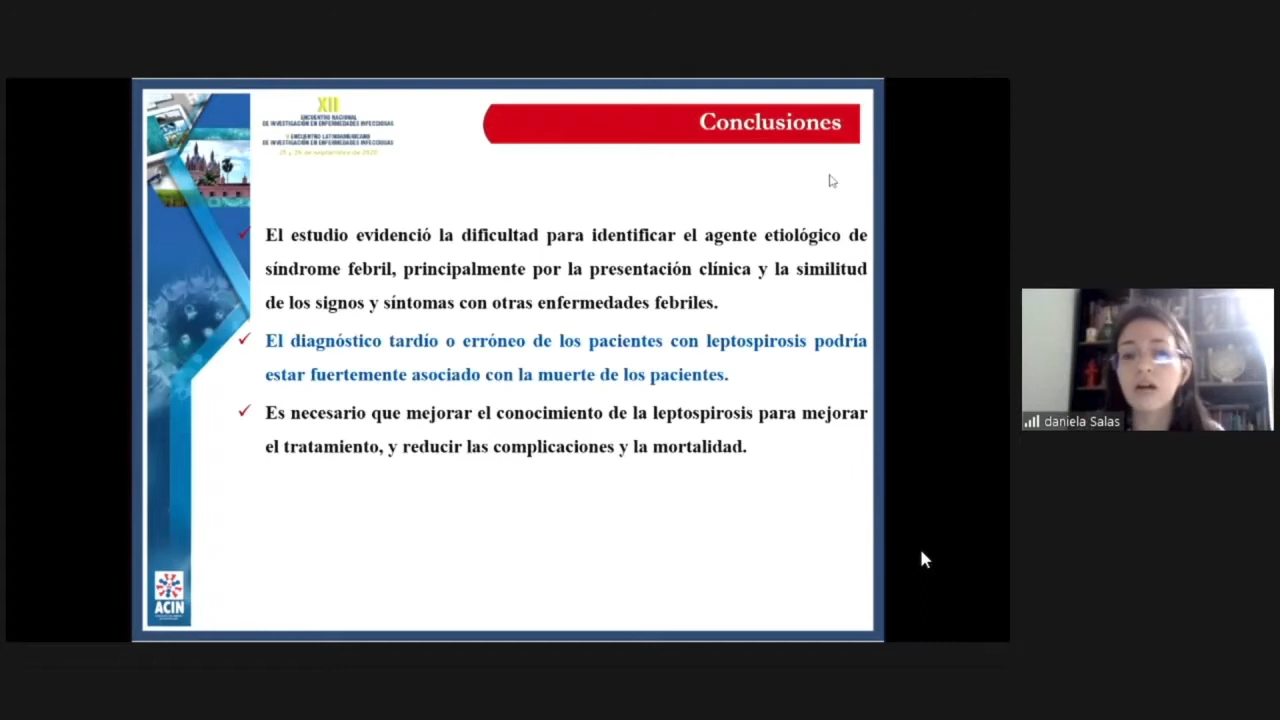 XII
ENCUENTRO NACIONAL
DE INVESTIGACIÓN EN ENFERMEDADES INFECCIOSAS
V ENCUENTRO LATINOAMERICANO
DE INVESTIGACIÓN EN ENFERMEDADES INFECCIOSAS
Conclusiones
El estudio evidenció la dificultad para identificar el agente etiológico de
síndrome febril, principalmente por la presentación clínica y la similitud
de los signos y síntomas con otras enfermedades febriles.
El diagnóstico tardío o erróneo de los pacientes con leptospirosis podría
estar fuertemente asociado con la muerte de los pacientes.
Es necesario que mejorar el conocimiento de la leptospirosis para mejorar
el tratamiento, y reducir las complicaciones y la mortalidad.
ACIN
daniela Salas